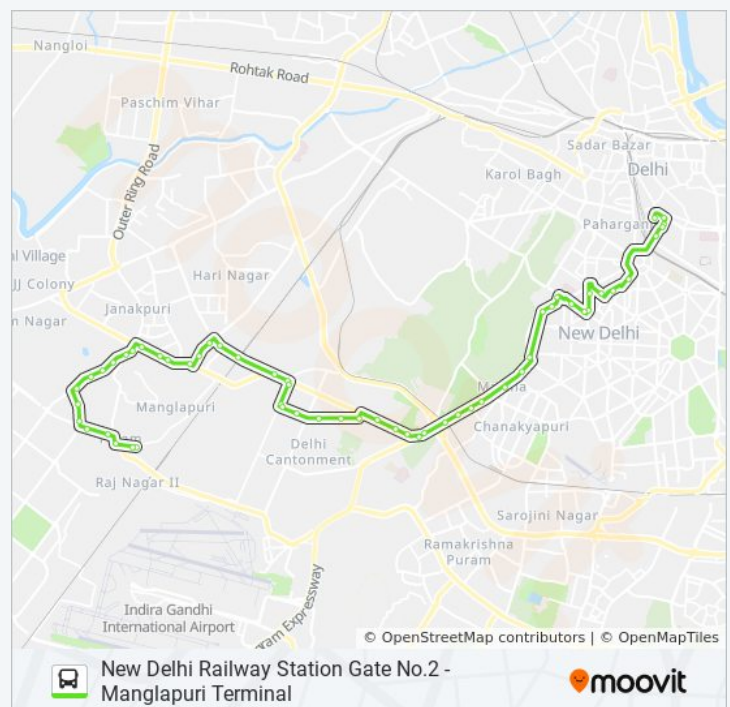 Nangloi
Rohtak Road
Paschim Vihar
Sadar Bazar
Karol Bagh
Delhi
Outer Ring Road
Paharganj
al Village
Hari Nagar
JJ Colony
Janakpuri
m Nagar
New Delhi
Manglapuri
Chanakyapuri
Delhi
Cantonment
Raj Nagar II
Sarojini Nagar
Ramakrishna
Puram
Indira Gandhi
International Airport
ram Expressway
© OpenStreetMap contributors | © OpenMapTiles
New Delhi Railway Station Gate No.2 -
Manglapuri Terminal
moovit